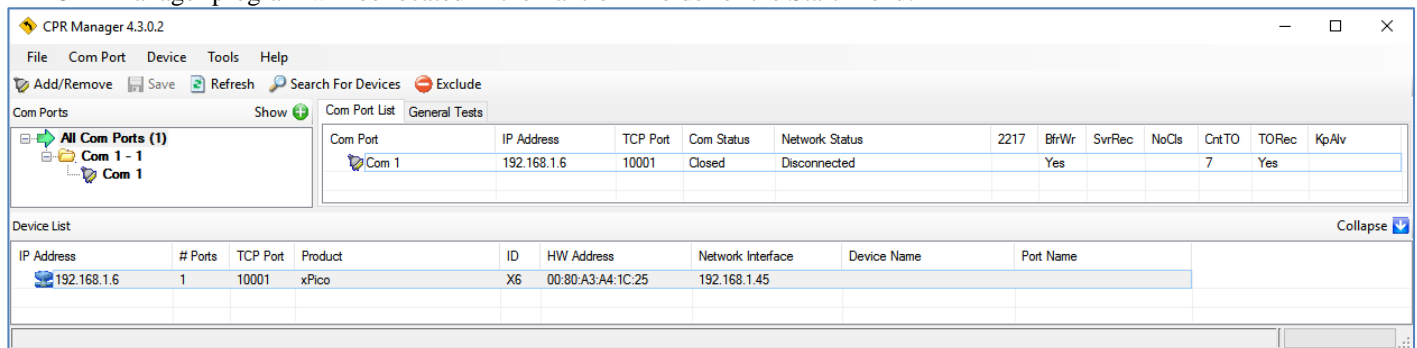 CPR Manager 4.3.0.2
File Com Port Device Tools Help
Add/Remove Save Refresh Search For Devices Exclude
Com Ports Show
All Com Ports (1)
Com 1 - 1
Com 1
Com Port List General Tests
Com Port IP Address TCP Port Com Status Network Status 2217 BfrWr SvrRec NoCls CntTO TORec KpAlv
Com 1 192.168.1.6 10001 Closed Disconnected Yes 7 Yes
Device List Collapse
IP Address # Ports TCP Port Product ID HW Address Network Interface Device Name Port Name
192.168.1.6 1 10001 xPico X6 00:80:A3:A4:1C:25 192.168.1.45